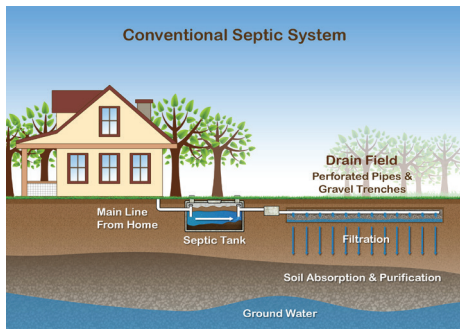 Conventional Septic System
Drain Field
Perforated Pipes &
Gravel Trenches
Main Line
From Home
Septic Tank
Filtration
Soil Absorption & Purification
Ground Water